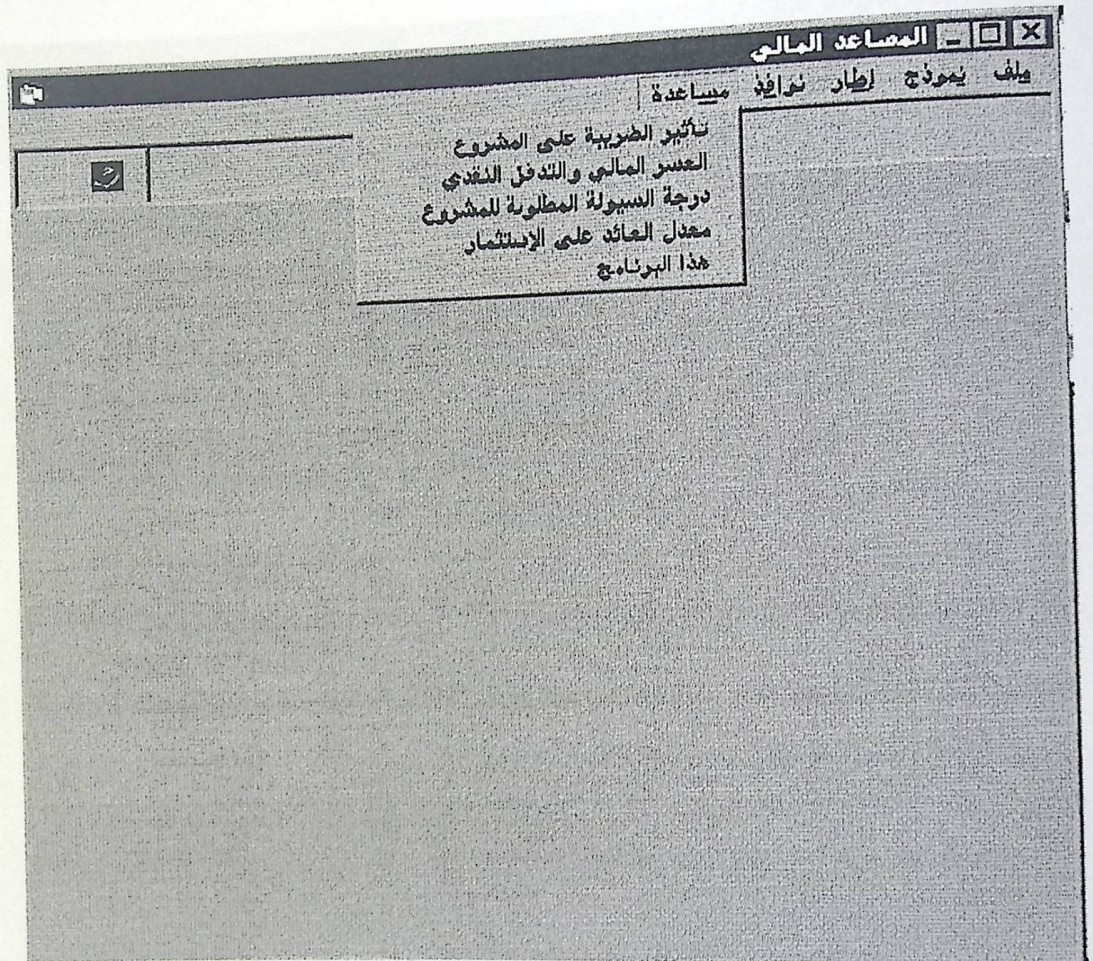 المساعد المالي
ملف نموذج إطار نوافذ مساعدة
تأثير الضريبة على المشروع
العسر المالي والتدفق النقدي
درجة السيولة المطلوبة للمشروع
معدل العائد على الإستثمار
هذا البرنامج